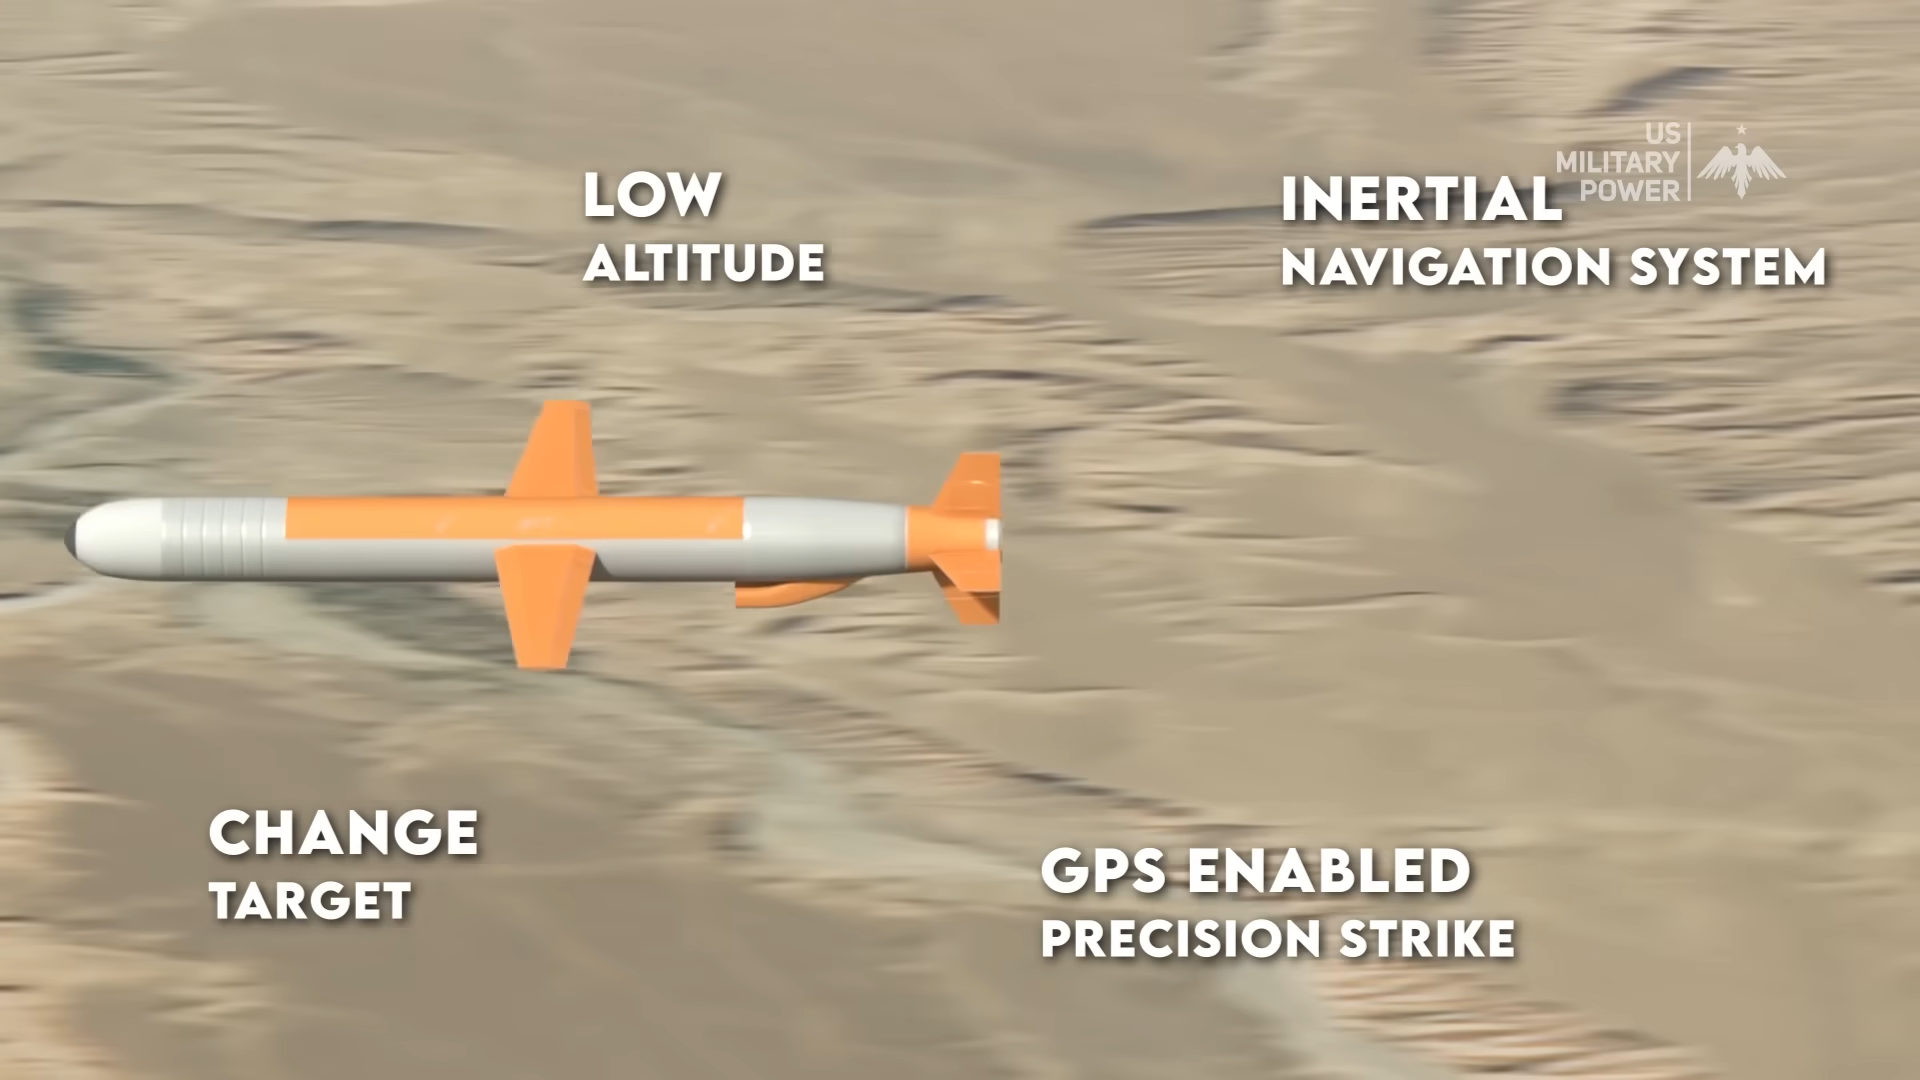 US
MILITARY
POWER
LOW
ALTITUDE
INERTIAL
NAVIGATION SYSTEM
CHANGE
TARGET
GPS ENABLED
PRECISION STRIKE